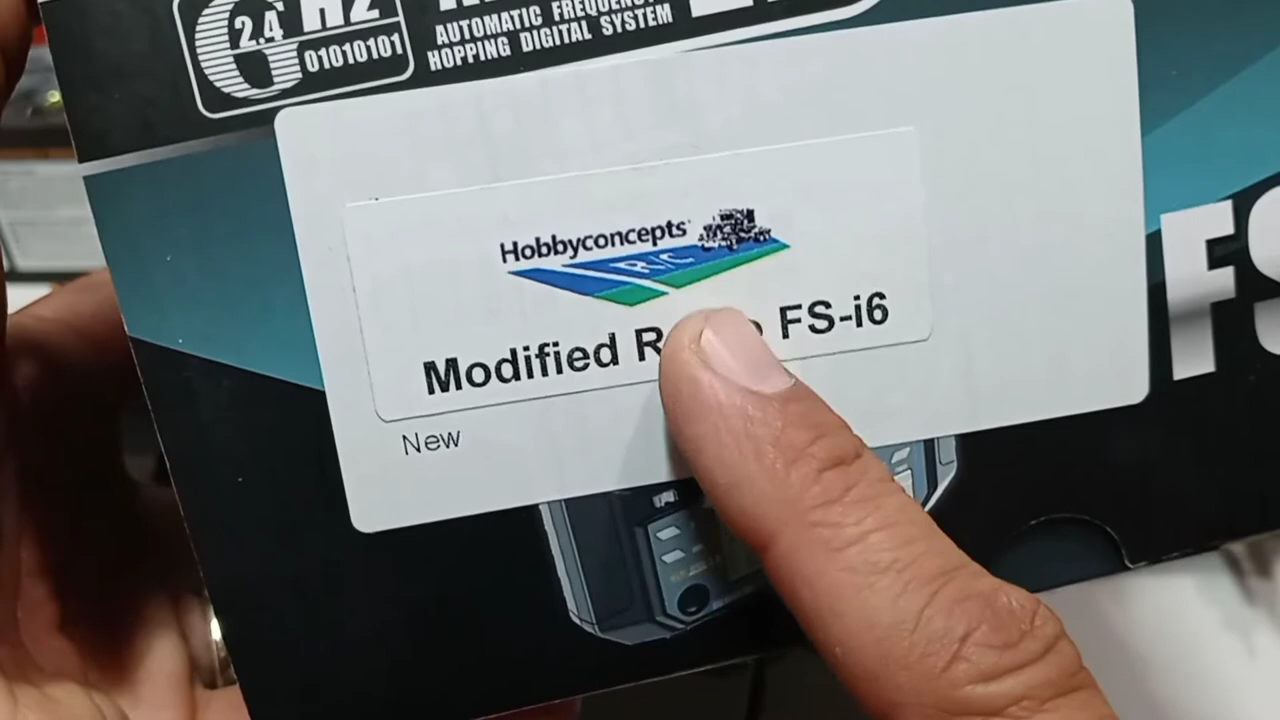 2.4
01010101
AUTOMATIC FREQUENCY
HOPPING DIGITAL SYSTEM
Hobbyconcepts
R/C
Modified FS-i6
New